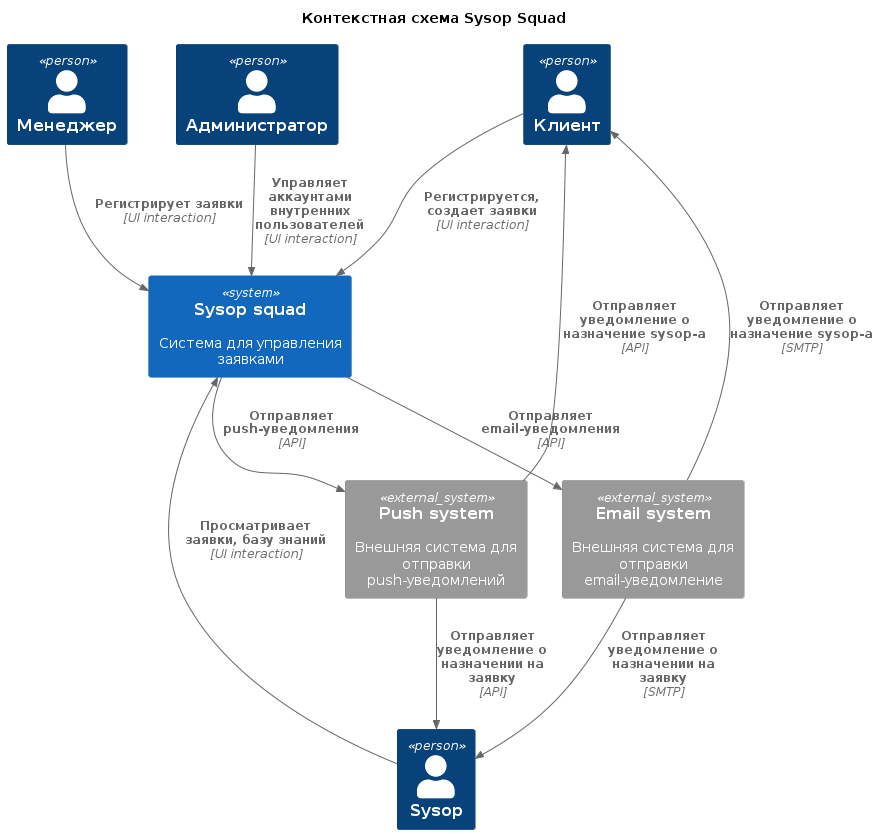 Контекстная схема Sysop Squad
«person»
Менеджер
«person»
Администратор
«person»
Клиент
Регистрирует заявки
[UI interaction]
Управляет
аккаунтами
внутренних
пользователей
[UI interaction]
Регистрируется,
создает заявки
[UI interaction]
«system»
Sysop squad
Система для управления
заявками
Отправляет
уведомление о
назначение sysop-а
[API]
Отправляет
уведомление о
назначение sysop-а
[SMTP]
Отправляет
push-уведомления
[API]
Отправляет
email-уведомления
[API]
Просматривает
заявки, базу знаний
[UI interaction]
«external_system»
Push system
Внешняя система для
отправки
push-уведомлений
«external_system»
Email system
Внешняя система для
отправки
email-уведомление
Отправляет
уведомление о
назначении на
заявку
[API]
Отправляет
уведомление о
назначении на
заявку
[SMTP]
«person»
Sysop